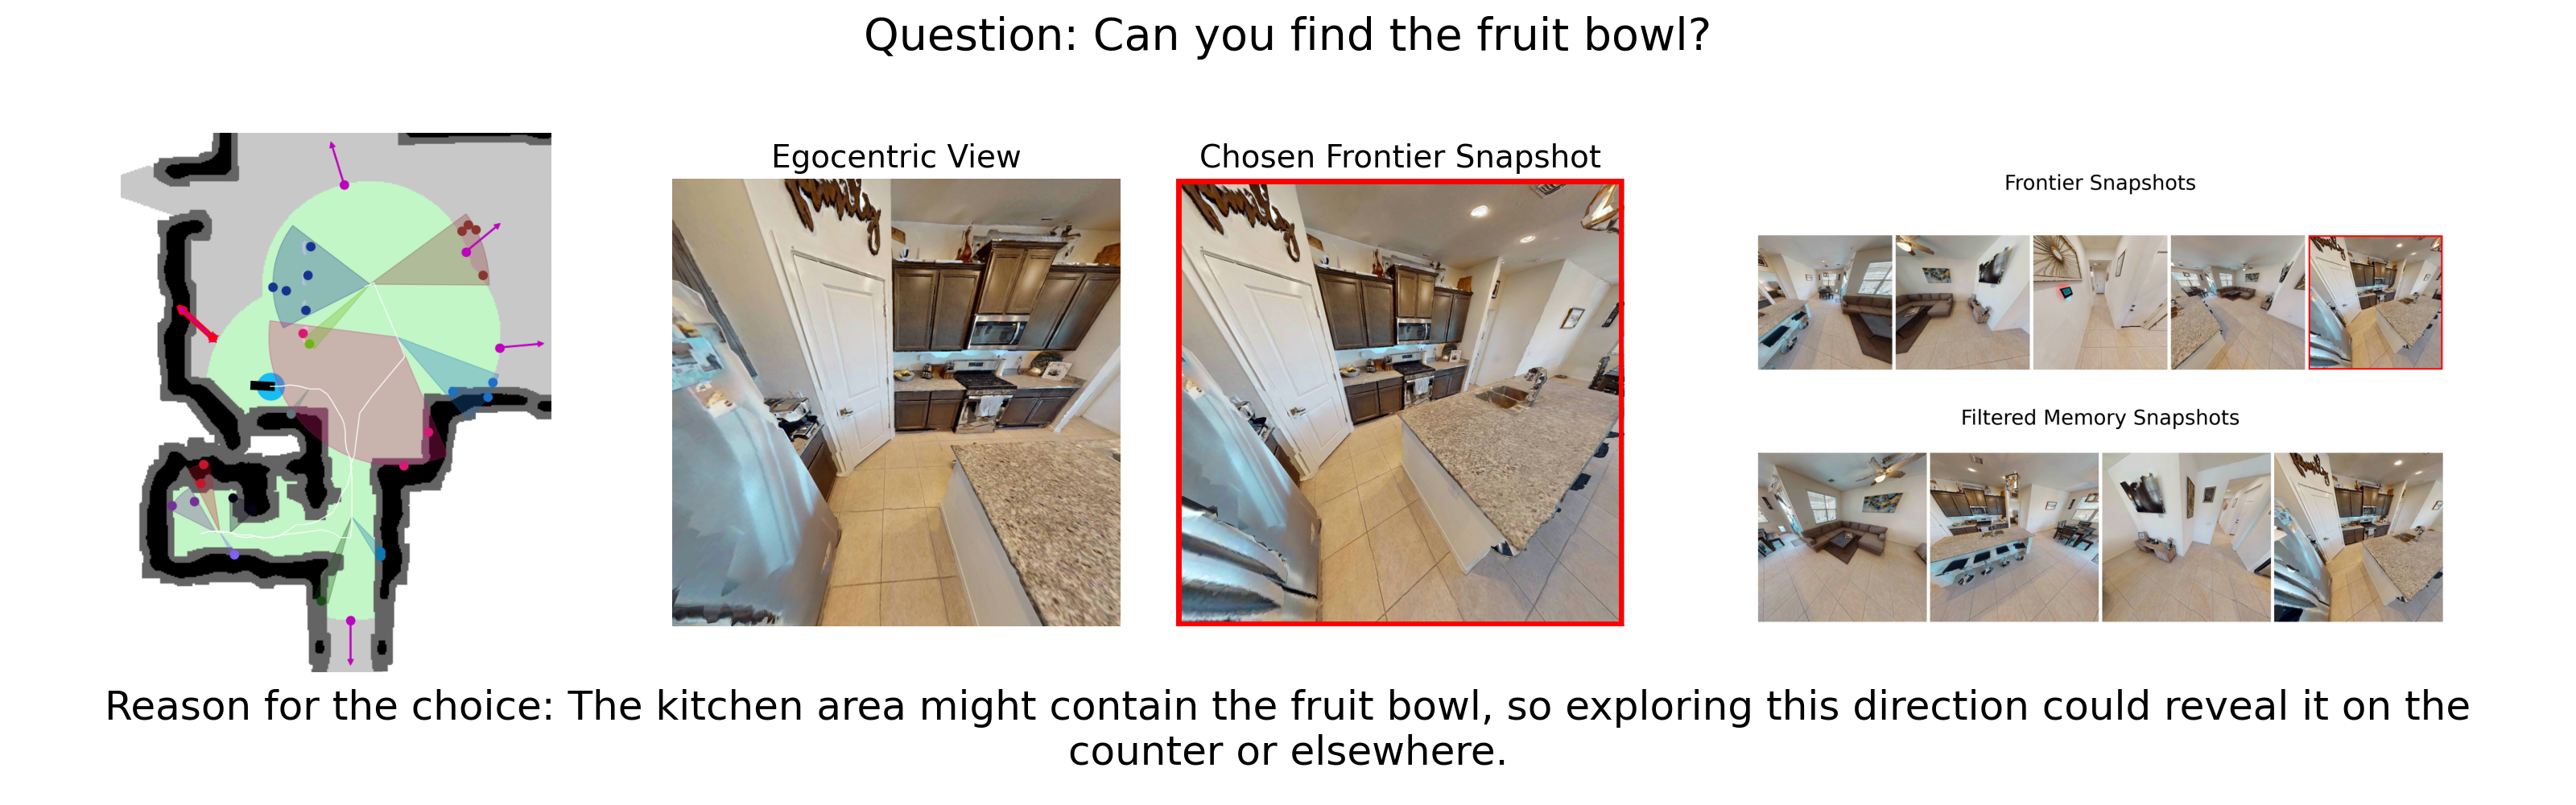 Question: Can you find the fruit bowl?
Egocentric View
Chosen Frontier Snapshot
Frontier Snapshots
family
family
Filtered Memory Snapshots
Reason for the choice: The kitchen area might contain the fruit bowl, so exploring this direction could reveal it on the
counter or elsewhere.